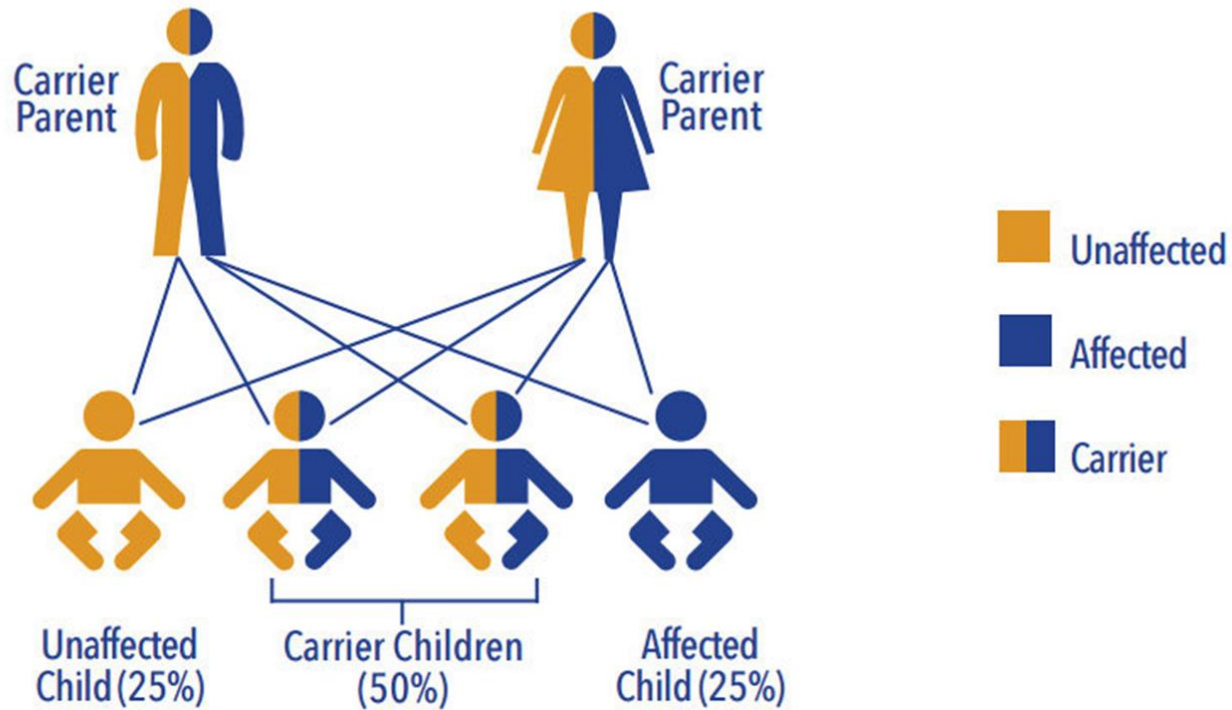 Carrier
Parent
Carrier
Parent
Unaffected
Affected
Carrier
Unaffected
Child (25%)
Carrier Children
(50%)
Affected
Child (25%)